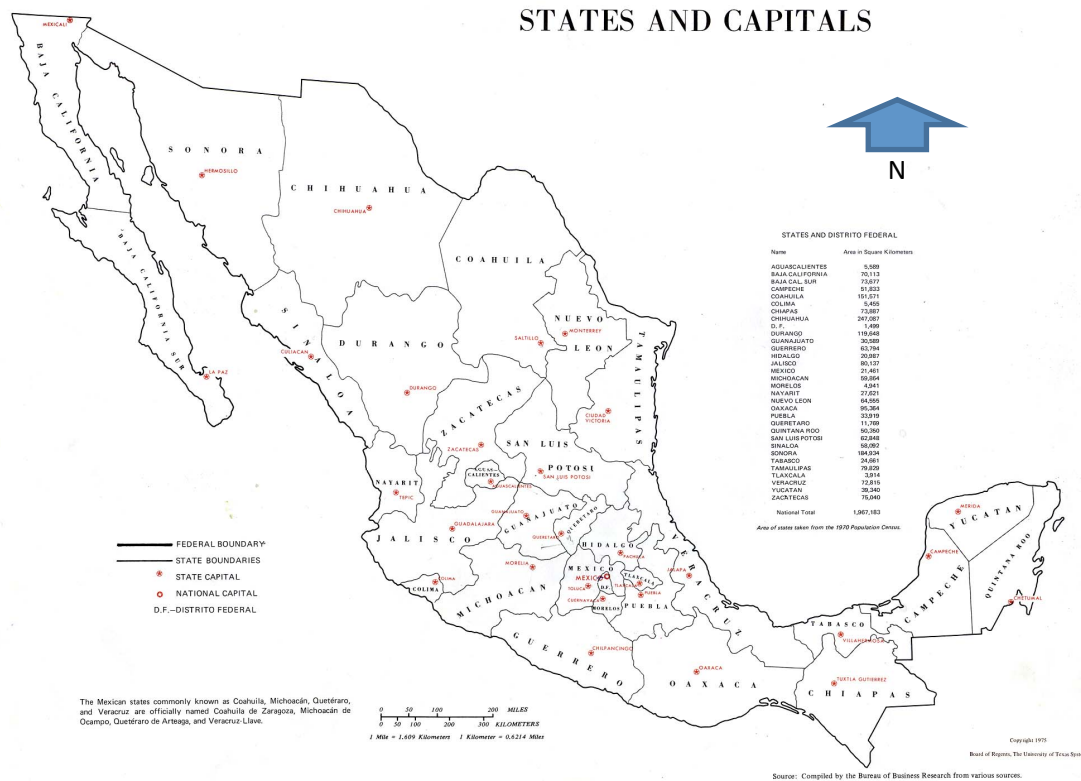 STATES AND CAPITALS
N
MEXICALI
BAJA CALIFORNIA
SONORA
HERMOSILLO
CHIHUAHUA
CHIHUAHUA
COAHUILA
BAJA CALIFORNIA SUR
LA PAZ
SINALOA
CULIACAN
DURANGO
DURANGO
NUEVO
LEON
MONTERREY
SALTILLO
TAMAULIPAS
CIUDAD
VICTORIA
ZACATECAS
ZACATECAS
SAN LUIS
POTOSI
SAN LUIS POTOSI
AGUAS-
CALIENTES
AGUASCALIENTES
NAYARIT
TEPIC
JALISCO
GUADALAJARA
GUANAJUATO
GUANAJUATO
QUERETARO
QUERETARO
HIDALGO
PACHUCA
COLIMA
COLIMA
MICHOACAN
MORELIA
MEXICO
MEXICO
TOLUCA
D.F.
TLAXCALA
TLAXCALA
CUERNAVACA
MORELOS
PUEBLA
PUEBLA
VERACRUZ
JALAPA
GUERRERO
CHILPANCINGO
OAXACA
OAXACA
TABASCO
VILLAHERMOSA
CHIAPAS
TUXTLA GUTIERREZ
CAMPECHE
CAMPECHE
YUCATAN
MERIDA
QUINTANA ROO
CHETUMAL
STATES AND DISTRITO FEDERAL
Name Area in Square Kilometers
AGUASCALIENTES 5,589
BAJA CALIFORNIA 70,113
BAJA CAL. SUR 73,677
CAMPECHE 51,833
COAHUILA 151,571
COLIMA 5,455
CHIAPAS 73,887
CHIHUAHUA 247,087
D. F. 1,499
DURANGO 119,648
GUANAJUATO 30,589
GUERRERO 63,794
HIDALGO 20,987
JALISCO 80,137
MEXICO 21,461
MICHOACAN 59,864
MORELOS 4,941
NAYARIT 27,621
NUEVO LEON 64,555
OAXACA 95,364
PUEBLA 33,919
QUERETARO 11,769
QUINTANA ROO 50,350
SAN LUIS POTOSI 62,848
SINALOA 58,092
SONORA 184,934
TABASCO 24,661
TAMAULIPAS 79,829
TLAXCALA 3,914
VERACRUZ 72,815
YUCATAN 39,340
ZACATECAS 75,040
National Total 1,967,183
Area of states taken from the 1970 Population Census.
FEDERAL BOUNDARY
STATE BOUNDARIES
STATE CAPITAL
NATIONAL CAPITAL
D.F.–DISTRITO FEDERAL
The Mexican states commonly known as Coahuila, Michoacán, Quetéraro,
and Veracruz are officially named Coahuila de Zaragoza, Michoacán de
Ocampo, Quetéraro de Arteaga, and Veracruz-Llave.
0 50 100 200 MILES
0 50 100 200 300 KILOMETERS
1 Mile = 1.609 Kilometers 1 Kilometer = 0.6214 Miles
Copyright 1975
Board of Regents, The University of Texas Syst
Source: Compiled by the Bureau of Business Research from various sources.